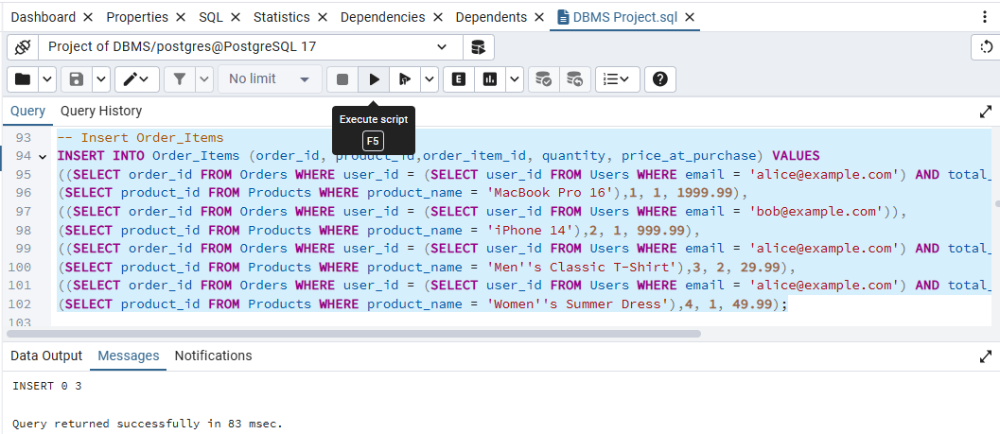 Dashboard Properties SQL Statistics Dependencies Dependents DBMS Project.sql
Project of DBMS/postgres@PostgreSQL 17
No limit E
Query Query History
Execute script
F5
93 -- Insert Order_Items
94 INSERT INTO Order_Items (order_id, product_id,order_item_id, quantity, price_at_purchase) VALUES
95 ((SELECT order_id FROM Orders WHERE user_id = (SELECT user_id FROM Users WHERE email = 'alice@example.com') AND total_
96 (SELECT product_id FROM Products WHERE product_name = 'MacBook Pro 16'),1, 1, 1999.99),
97 ((SELECT order_id FROM Orders WHERE user_id = (SELECT user_id FROM Users WHERE email = 'bob@example.com')),
98 (SELECT product_id FROM Products WHERE product_name = 'iPhone 14'),2, 1, 999.99),
99 ((SELECT order_id FROM Orders WHERE user_id = (SELECT user_id FROM Users WHERE email = 'alice@example.com') AND total_
100 (SELECT product_id FROM Products WHERE product_name = 'Men''s Classic T-Shirt'),3, 2, 29.99),
101 ((SELECT order_id FROM Orders WHERE user_id = (SELECT user_id FROM Users WHERE email = 'alice@example.com') AND total_
102 (SELECT product_id FROM Products WHERE product_name = 'Women''s Summer Dress'),4, 1, 49.99);
103
Data Output Messages Notifications
INSERT 0 3
Query returned successfully in 83 msec.